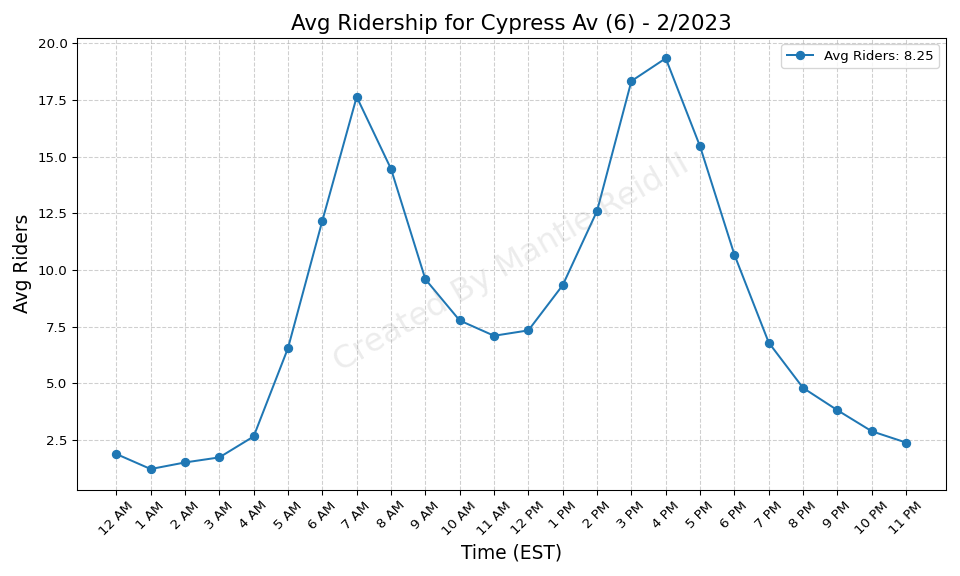 Avg Ridership for Cypress Av (6) - 2/2023
Avg Riders: 8.25
20.0
17.5
15.0
12.5
10.0
7.5
5.0
2.5
Avg Riders
Created By Mantie Reid II
12 AM
1 AM
2 AM
3 AM
4 AM
5 AM
6 AM
7 AM
8 AM
9 AM
10 AM
11 AM
12 PM
1 PM
2 PM
3 PM
4 PM
5 PM
6 PM
7 PM
8 PM
9 PM
10 PM
11 PM
Time (EST)